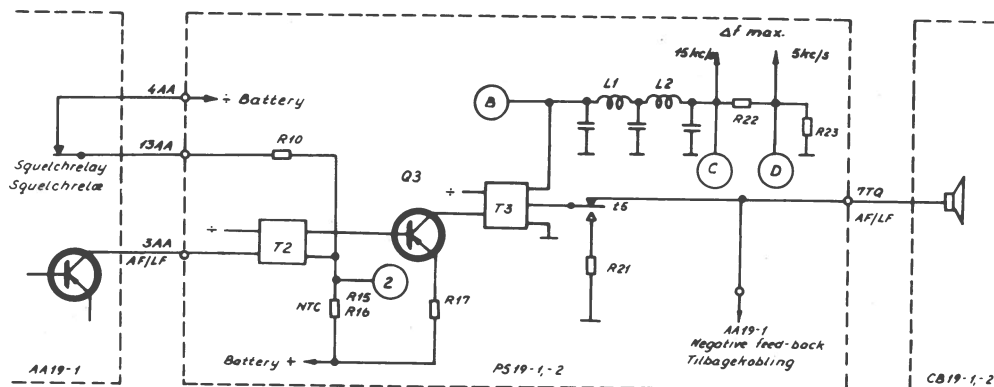 Δf max.
15kc/s
5kc/s
4AA
÷ Battery
L1
L2
B
R22
R23
13AA
R10
Squelchrelay
Squelchrelæ
C
D
Q3
÷
T3
t6
7TQ
AF/LF
÷
T2
3AA
AF/LF
2
R21
NTC
R15
R16
R17
AA19-1
Negative feed-back
Tilbagekobling
Battery +
AA19-1
PS19-1,-2
CB19-1,-2